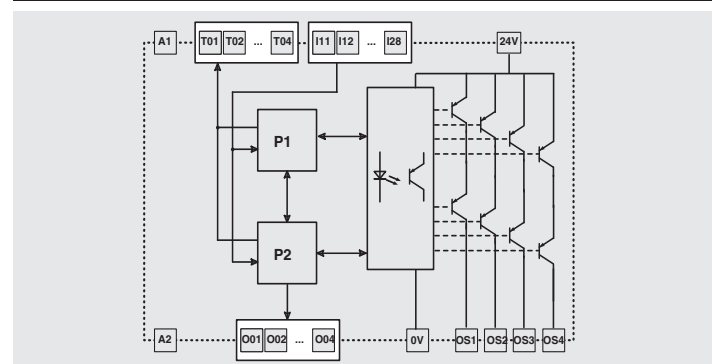 A1 T01 T02 ... T04 I11 I12 ... I28 24V
P1
P2
A2 O01 O02 ... O04 0V OS1 OS2 OS3 OS4